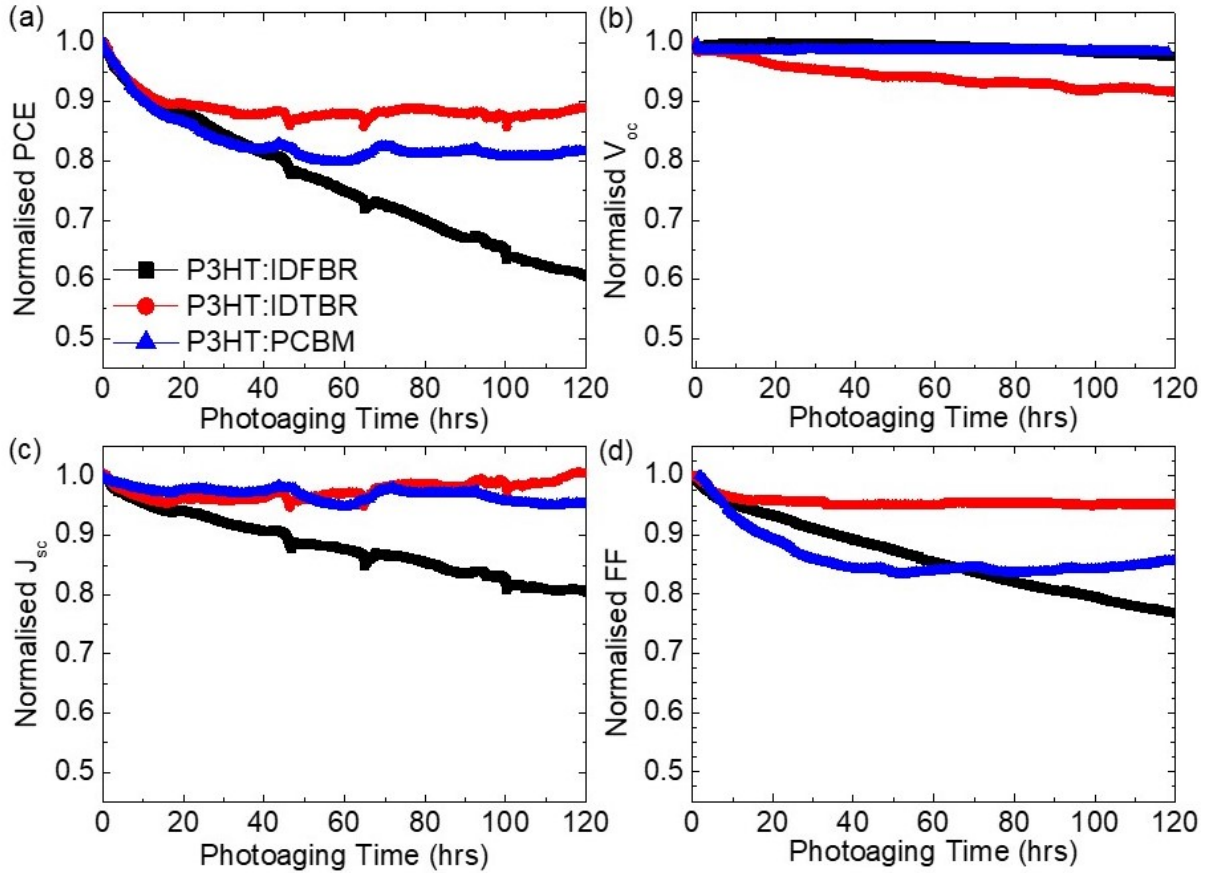 (a)
Normalised PCE
1.0
0.9
0.8
0.7
0.6
0.5
P3HT:IDFBR
P3HT:IDTBR
P3HT:PCBM
0 20 40 60 80 100 120
Photoaging Time (hrs)
(b)
Normalisd Voc
1.0
0.9
0.8
0.7
0.6
0.5
0 20 40 60 80 100 120
Photoaging Time (hrs)
(c)
Normalised Jsc
1.0
0.9
0.8
0.7
0.6
0.5
0 20 40 60 80 100 120
Photoaging Time (hrs)
(d)
Normalised FF
1.0
0.9
0.8
0.7
0.6
0.5
0 20 40 60 80 100 120
Photoaging Time (hrs)